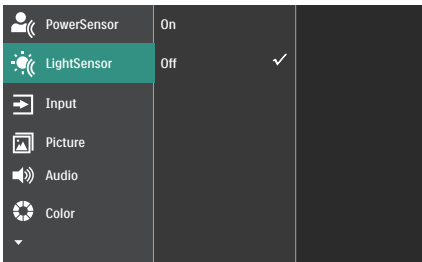 PowerSensor
On
LightSensor
Off
Input
Picture
Audio
Color